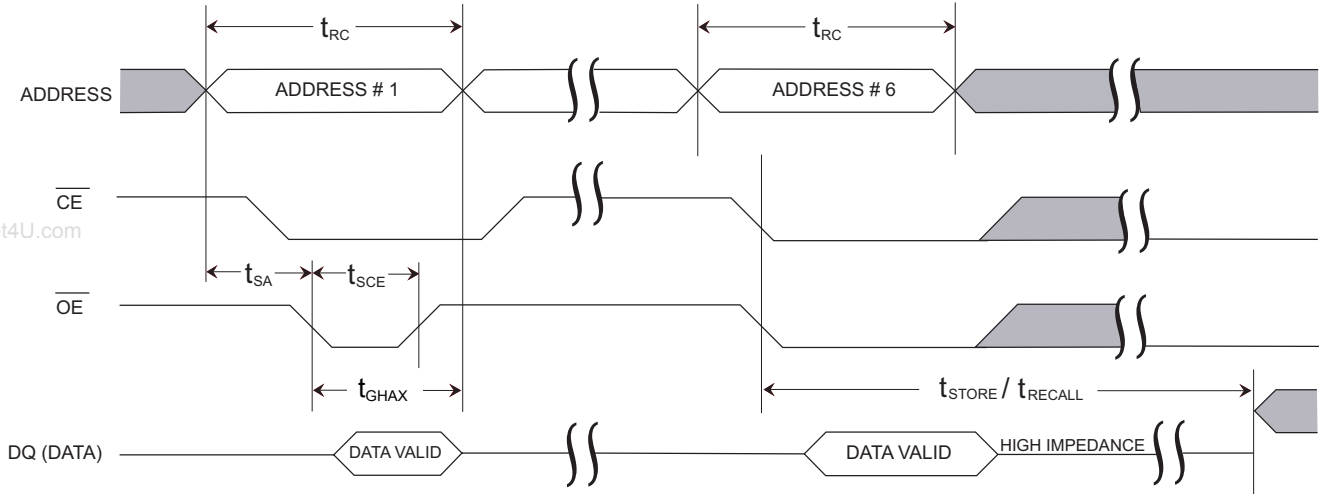 tRC
tRC
ADDRESS
ADDRESS # 1
ADDRESS # 6
CE
t4U.com
tSA
tSCE
OE
tGHAX
tSTORE / tRECALL
DQ (DATA)
DATA VALID
DATA VALID
HIGH IMPEDANCE